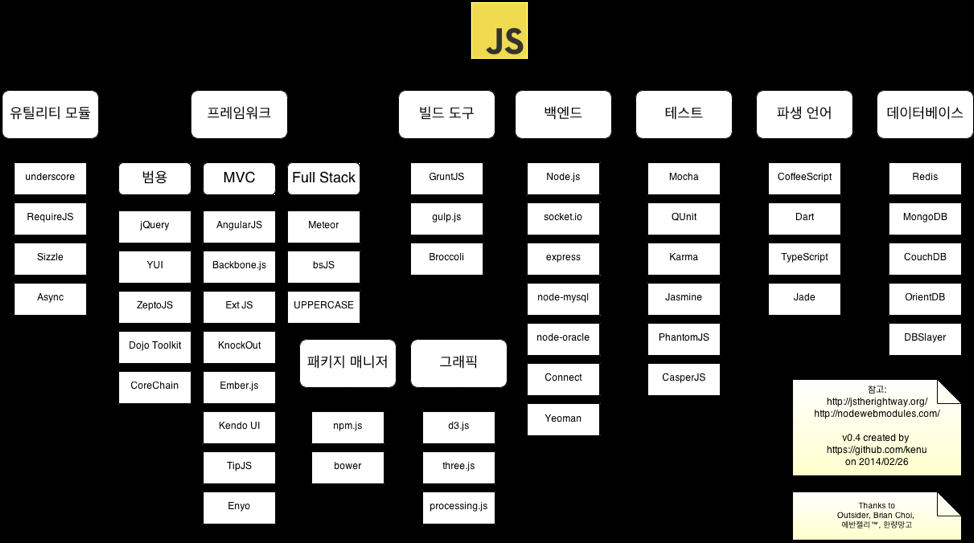 JS
유틸리티 모듈
underscore
RequireJS
Sizzle
Async
프레임워크
범용
jQuery
YUI
ZeptoJS
Dojo Toolkit
CoreChain
MVC
AngularJS
Backbone.js
Ext JS
KnockOut
Ember.js
Kendo UI
TipJS
Enyo
Full Stack
Meteor
bsJS
UPPERCASE
패키지 매니저
npm.js
bower
빌드 도구
GruntJS
gulp.js
Broccoli
그래픽
d3.js
three.js
processing.js
백엔드
Node.js
socket.io
express
node-mysql
node-oracle
Connect
Yeoman
테스트
Mocha
QUnit
Karma
Jasmine
PhantomJS
CasperJS
파생 언어
CoffeeScript
Dart
TypeScript
Jade
데이터베이스
Redis
MongoDB
CouchDB
OrientDB
DBSlayer
참고:
http://jstherightway.org/
http://nodewebmodules.com/
v0.4 created by
https://github.com/kenu
on 2014/02/26
Thanks to
Outsider, Brian Choi,
에반젤리™, 한량망고